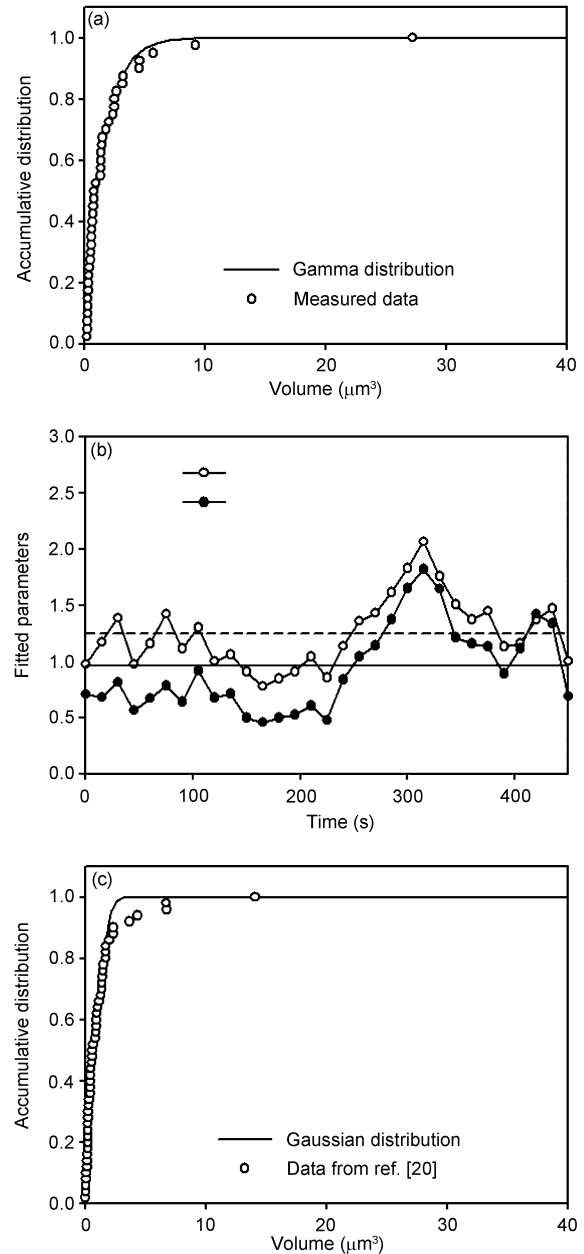 (a)
1.0
0.8
0.6
0.4
0.2
0.0
Accumulative distribution
Gamma distribution
Measured data
0 10 20 30 40
Volume (μm³)
(b)
3.0
2.5
2.0
1.5
1.0
0.5
0.0
Fitted parameters
0 100 200 300 400
Time (s)
(c)
1.0
0.8
0.6
0.4
0.2
0.0
Accumulative distribution
Gaussian distribution
Data from ref. [20]
0 10 20 30 40
Volume (μm³)